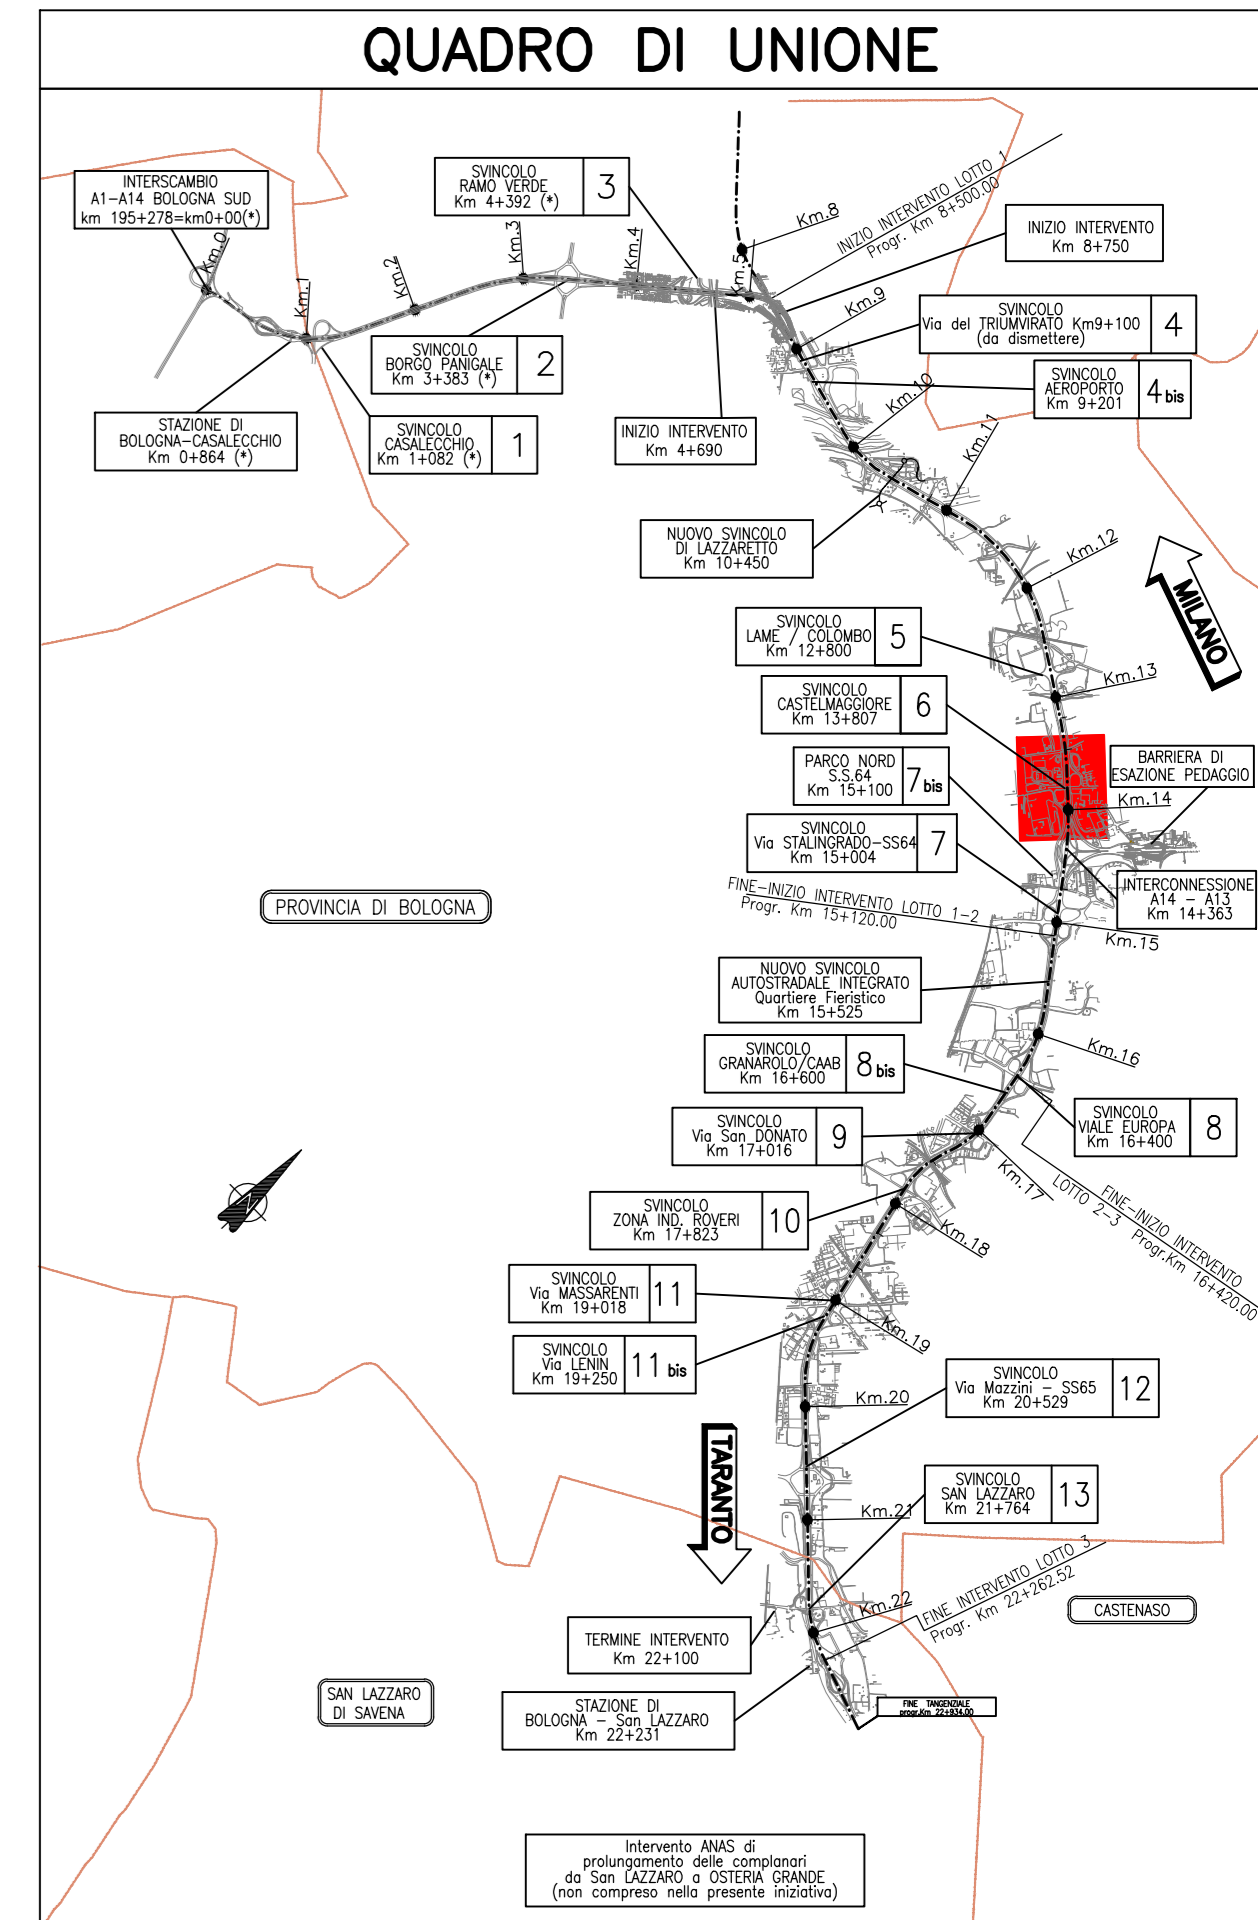 QUADRO DI UNIONE
INTERSCAMBIO
A1-A14 BOLOGNA SUD
km 195+278=km0+00(*)
SVINCOLO
RAMO VERDE
Km 4+392 (*)
3
Km.0
Km.1
Km.2
Km.3
Km.4
Km.5
Km.8
INIZIO INTERVENTO LOTTO 1
Progr. Km 8+500.00
INIZIO INTERVENTO
Km 8+750
Km.9
SVINCOLO
Via del TRIUMVIRATO Km9+100
(da dismettere)
4
SVINCOLO
BORGO PANIGALE
Km 3+383 (*)
2
SVINCOLO
AEROPORTO
Km 9+201
4 bis
Km.10
STAZIONE DI
BOLOGNA-CASALECCHIO
Km 0+864 (*)
SVINCOLO
CASALECCHIO
Km 1+082 (*)
1
INIZIO INTERVENTO
Km 4+690
Km.11
NUOVO SVINCOLO
DI LAZZARETTO
Km 10+450
Km.12
MILANO
SVINCOLO
LAME / COLOMBO
Km 12+800
5
Km.13
SVINCOLO
CASTELMAGGIORE
Km 13+807
6
PARCO NORD
S.S.64
Km 15+100
7 bis
BARRIERA DI
ESAZIONE PEDAGGIO
Km.14
SVINCOLO
Via STALINGRADO-SS64
Km 15+004
7
INTERCONNESSIONE
A14 - A13
Km 14+363
FINE-INIZIO INTERVENTO LOTTO 1-2
Progr. Km 15+120.00
PROVINCIA DI BOLOGNA
Km.15
NUOVO SVINCOLO
AUTOSTRADALE INTEGRATO
Quartiere Fieristico
Km 15+525
Km.16
SVINCOLO
GRANAROLO/CAAB
Km 16+600
8 bis
SVINCOLO
VIALE EUROPA
Km 16+400
8
SVINCOLO
Via San DONATO
Km 17+016
9
Km.17
FINE-INIZIO INTERVENTO
LOTTO 2-3 Progr.Km 16+420.00
SVINCOLO
ZONA IND. ROVERI
Km 17+823
10
Km.18
SVINCOLO
Via MASSARENTI
Km 19+018
11
Km.19
SVINCOLO
Via LENIN
Km 19+250
11 bis
SVINCOLO
Via Mazzini - SS65
Km 20+529
12
Km.20
TARANTO
SVINCOLO
SAN LAZZARO
Km 21+764
13
Km.21
FINE INTERVENTO LOTTO 3
Progr. Km 22+262.52
Km.22
CASTENASO
TERMINE INTERVENTO
Km 22+100
SAN LAZZARO
DI SAVENA
STAZIONE DI
BOLOGNA - San LAZZARO
Km 22+231
FINE TANGENZIALE
progr.Km 22+934.00
Intervento ANAS di
prolungamento delle complanari
da San LAZZARO a OSTERIA GRANDE
(non compreso nella presente iniziativa)